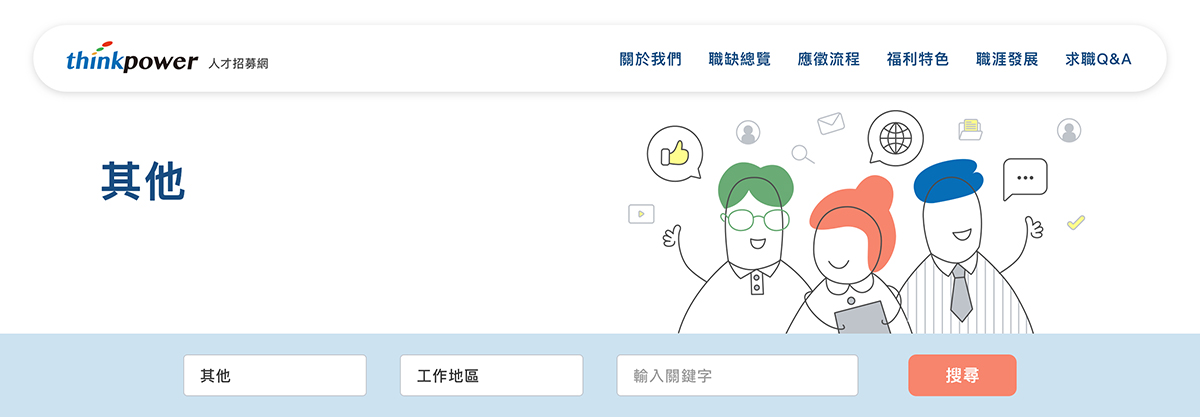 thinkpower 人才招募網
關於我們 職缺總覽 應徵流程 福利特色 職涯發展 求職Q&A
其他
其他 工作地區 輸入關鍵字 搜尋